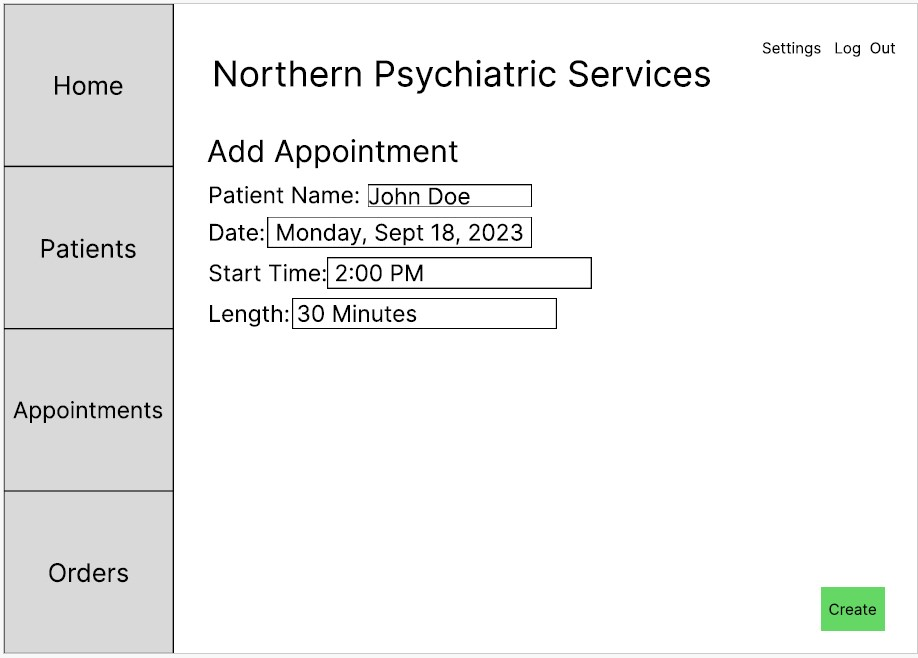 Settings Log Out
Northern Psychiatric Services
Home
Add Appointment
Patient Name: John Doe
Date: Monday, Sept 18, 2023
Start Time: 2:00 PM
Length: 30 Minutes
Patients
Appointments
Orders
Create